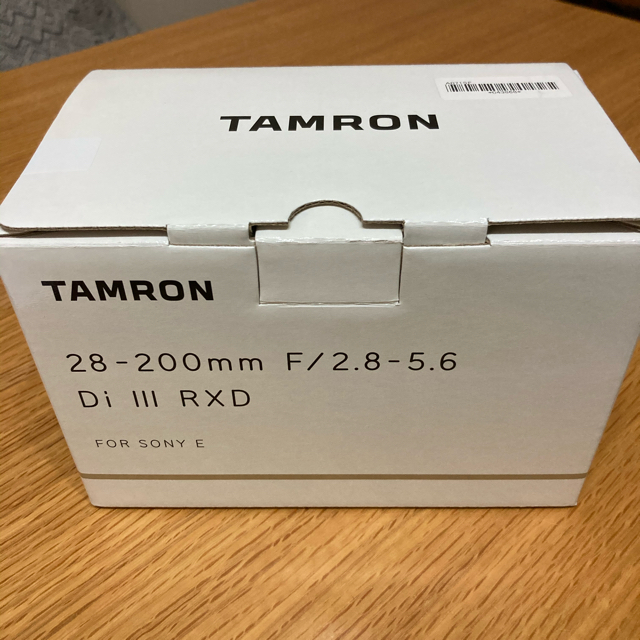 TAMRON
TAMRON
28-200mm F/2.8-5.6
Di III RXD
FOR SONY E